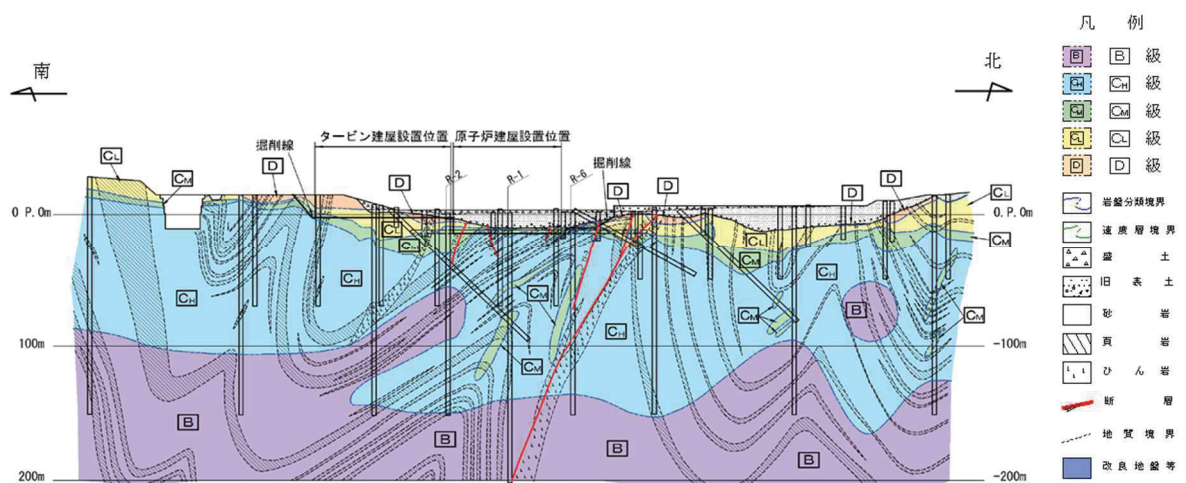 南
北
凡 例
B B 級
CH CH 級
CM CM 級
CL CL 級
D D 級
岩盤分類境界
速度層境界
盛 土
旧 表 土
砂 岩
頁 岩
ひ ん 岩
断 層
地 質 境 界
改 良 地 盤 等
タービン建屋設置位置
原子炉建屋設置位置
掘削線
掘削線
R-2
R-1
R-6
CL
CM
D
D
D
D
D
D
CL
CM
CL
CM
O.P.0m
O.P.0m
CL
CM
CH
CH
CM
CM
CH
CM
CM
CH
B
CM
-100m
-100m
B
B
B
B
200m
-200m